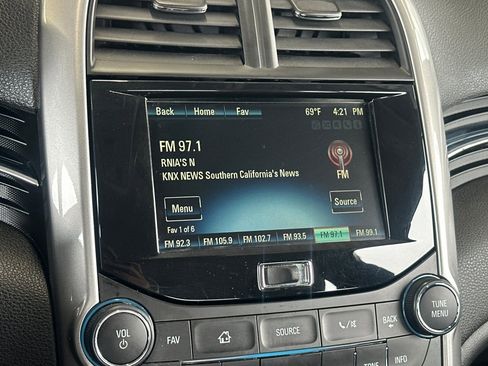 Back Home Fav 69°F 4:21 PM
FM 97.1
RNIA'S N
KNX NEWS Southern California's News
FM
Menu Source
Fav 1 of 6
FM 92.3 FM 105.9 FM 102.7 FM 93.5 FM 97.1 FM 99.1
VOL FAV SOURCE BACK TUNE MENU
TONE INFO